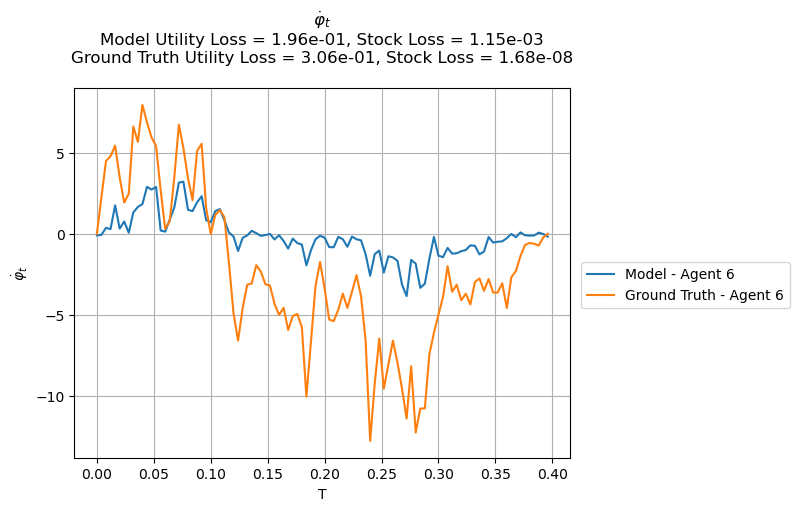 φ̇ₜ
Model Utility Loss = 1.96e-01, Stock Loss = 1.15e-03
Ground Truth Utility Loss = 3.06e-01, Stock Loss = 1.68e-08
5
0
−5
−10
φ̇ₜ
0.00 0.05 0.10 0.15 0.20 0.25 0.30 0.35 0.40
T
Model - Agent 6
Ground Truth - Agent 6